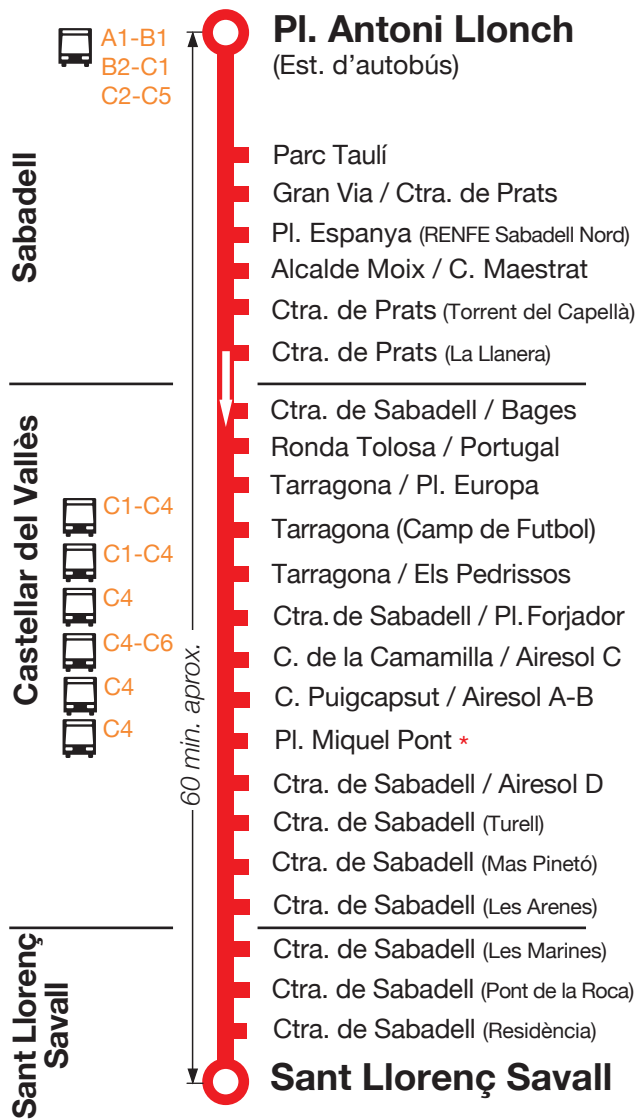 A1-B1
B2-C1
C2-C5
Pl. Antoni Llonch
(Est. d'autobús)
Sabadell
Parc Taulí
Gran Via / Ctra. de Prats
Pl. Espanya (RENFE Sabadell Nord)
Alcalde Moix / C. Maestrat
Ctra. de Prats (Torrent del Capellà)
Ctra. de Prats (La Llanera)
Castellar del Vallès
Ctra. de Sabadell / Bages
Ronda Tolosa / Portugal
Tarragona / Pl. Europa
C1-C4
Tarragona (Camp de Futbol)
C1-C4
Tarragona / Els Pedrissos
C4
Ctra. de Sabadell / Pl. Forjador
C4-C6
C. de la Camamilla / Airesol C
C4
C. Puigcapsut / Airesol A-B
C4
Pl. Miquel Pont *
60 min. aprox.
Ctra. de Sabadell / Airesol D
Ctra. de Sabadell (Turell)
Ctra. de Sabadell (Mas Pinetó)
Ctra. de Sabadell (Les Arenes)
Sant Llorenç
Savall
Ctra. de Sabadell (Les Marines)
Ctra. de Sabadell (Pont de la Roca)
Ctra. de Sabadell (Residència)
Sant Llorenç Savall